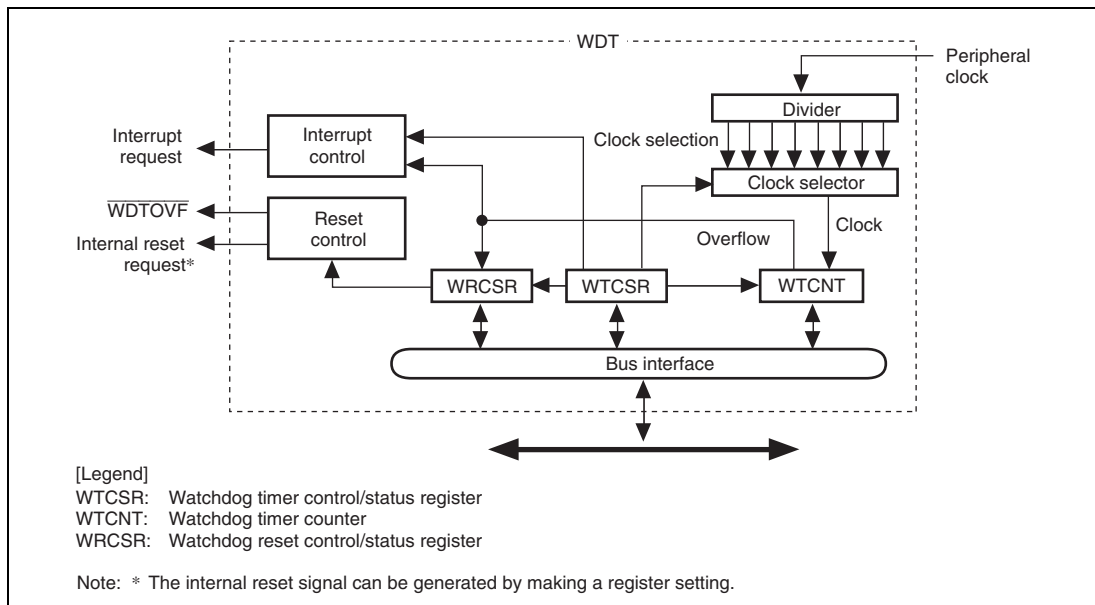 WDT
Peripheral
clock
Divider
Interrupt
request
Interrupt
control
Clock selection
Clock selector
WDTOVF
Internal reset
request*
Reset
control
Overflow
Clock
WRCSR
WTCSR
WTCNT
Bus interface
[Legend]
WTCSR: Watchdog timer control/status register
WTCNT: Watchdog timer counter
WRCSR: Watchdog reset control/status register
Note: * The internal reset signal can be generated by making a register setting.